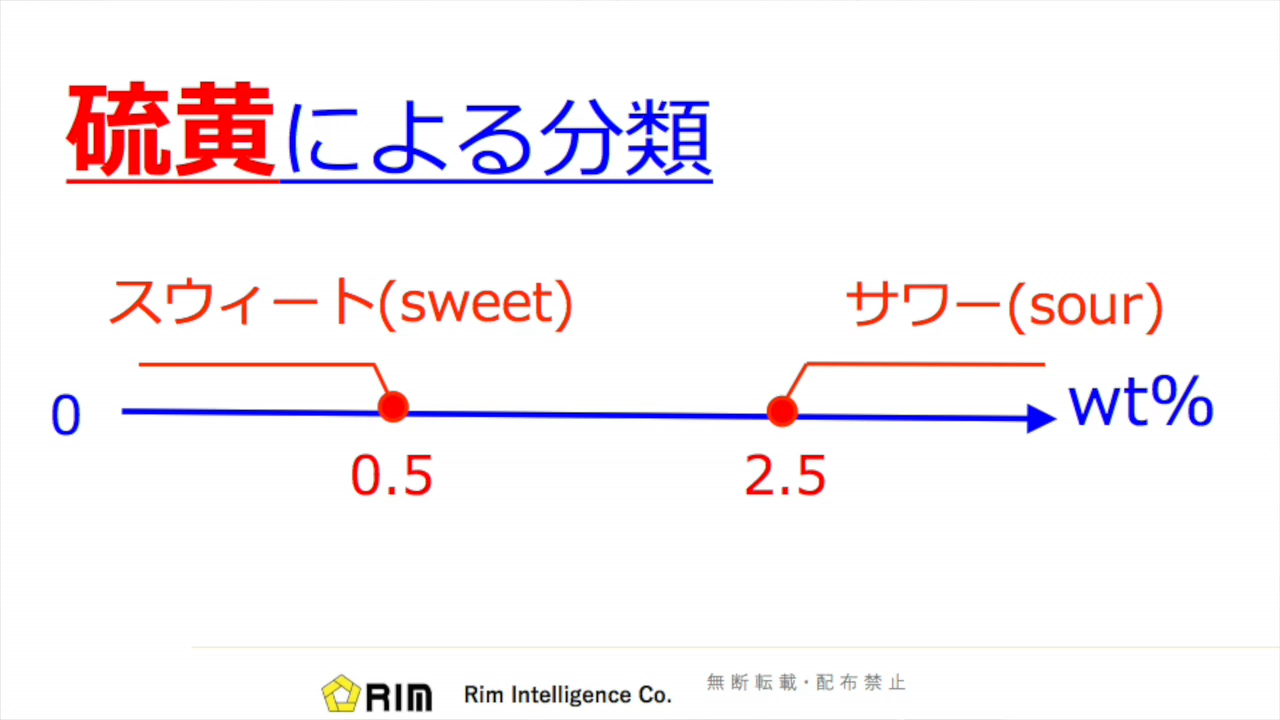 硫黄による分類
スウィート(sweet)
サワー(sour)
0
wt%
0.5
2.5
RIM
Rim Intelligence Co.
無断転載・配布禁止